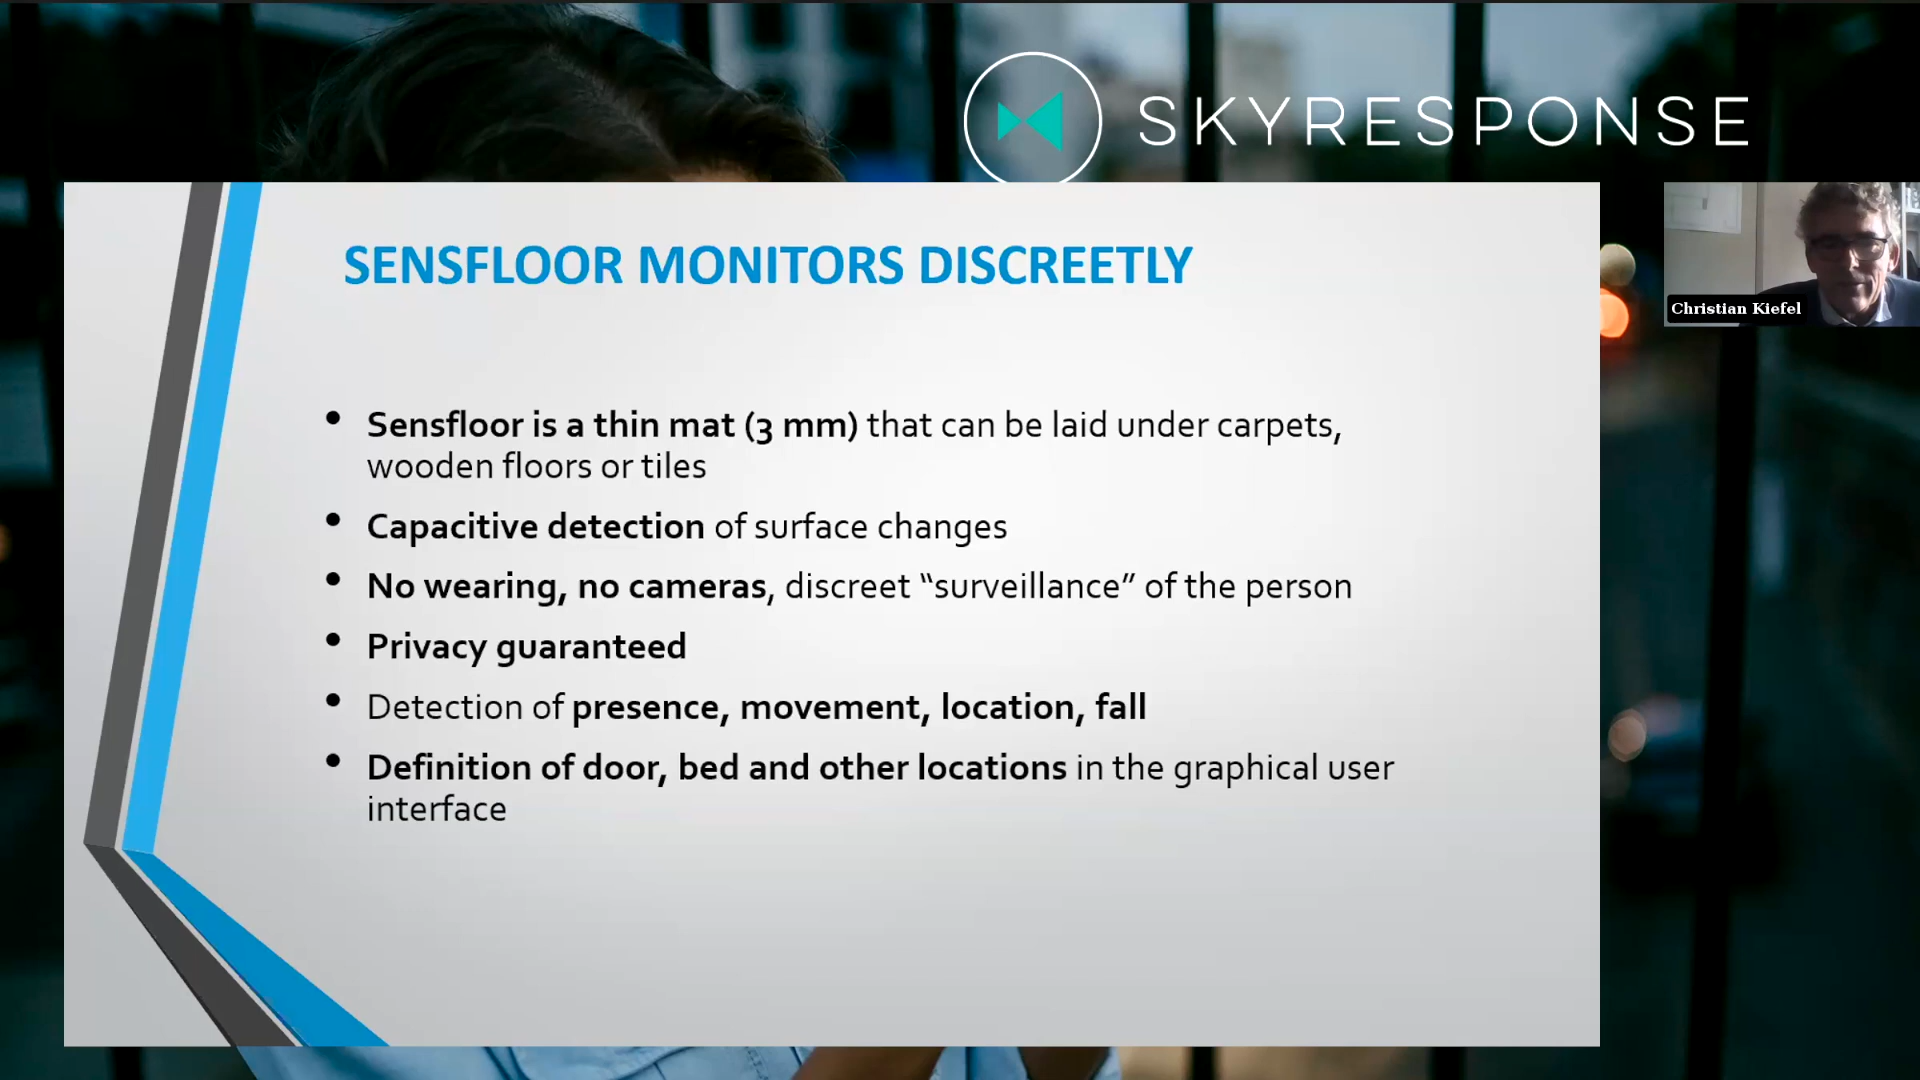 SKYRESPONSE
SENSFLOOR MONITORS DISCREETLY
Christian Kiefel
• Sensfloor is a thin mat (3 mm) that can be laid under carpets,
wooden floors or tiles
• Capacitive detection of surface changes
• No wearing, no cameras, discreet “surveillance” of the person
• Privacy guaranteed
• Detection of presence, movement, location, fall
• Definition of door, bed and other locations in the graphical user
interface